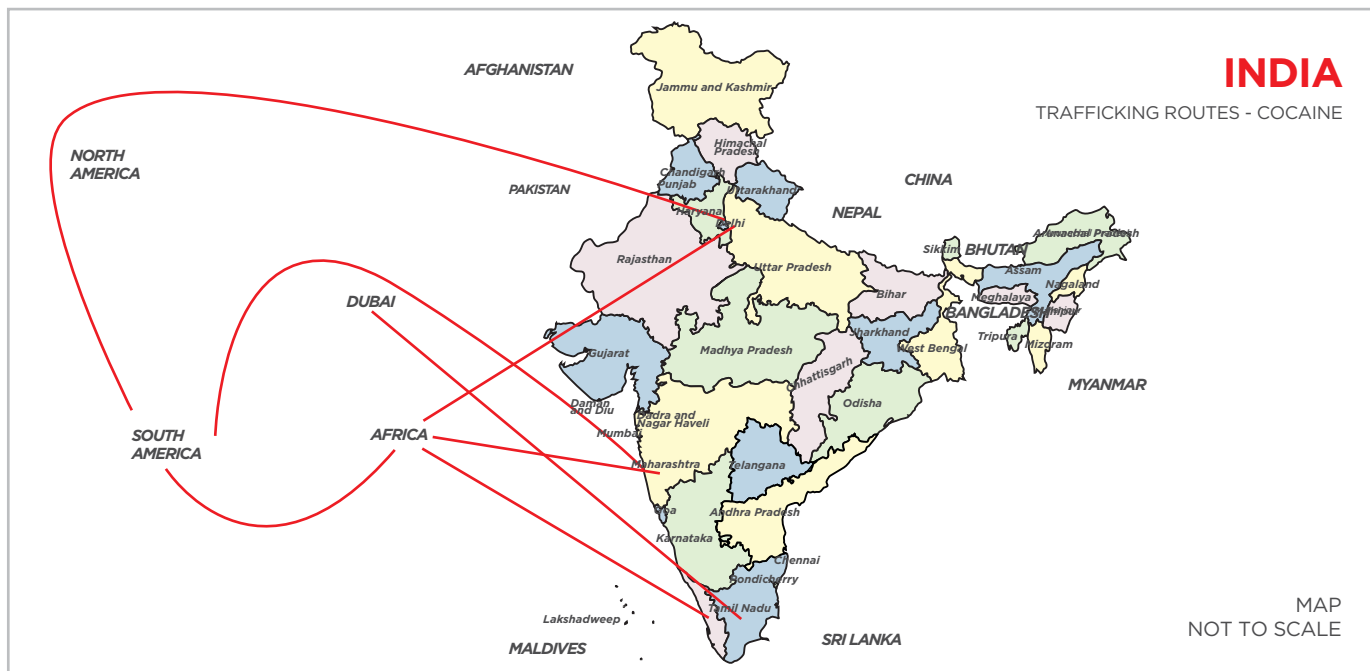 INDIA
TRAFFICKING ROUTES - COCAINE
AFGHANISTAN
Jammu and Kashmir
NORTH
AMERICA
Himachal
Pradesh
Chandigarh
Punjab
PAKISTAN
Uttarakhand
CHINA
Haryana
NEPAL
Delhi
Arunachal Pradesh
Sikkim
BHUTAN
Rajasthan
Uttar Pradesh
Assam
Nagaland
Bihar
Meghalaya
DUBAI
BANGLADESH
Jharkhand
Tripura
Mizoram
West Bengal
Gujarat
Madhya Pradesh
Chhattisgarh
MYANMAR
Daman
and Diu
Odisha
Dadra and
Nagar Haveli
SOUTH
AMERICA
AFRICA
Mumbai
Maharashtra
Telangana
Goa
Andhra Pradesh
Karnataka
Chennai
Pondicherry
Tamil Nadu
Lakshadweep
MALDIVES
SRI LANKA
MAP
NOT TO SCALE